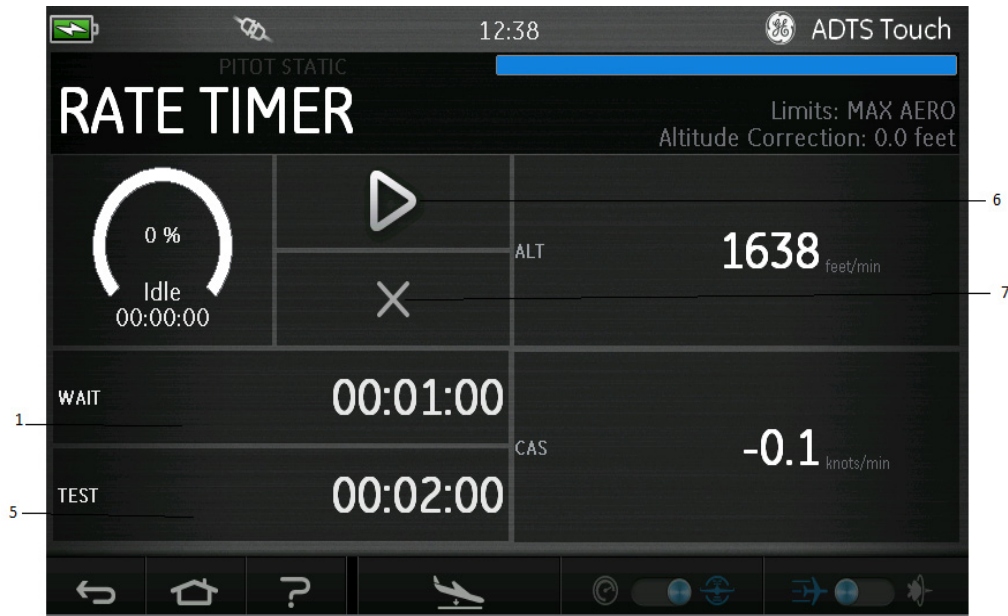 12:38
ADTS Touch
PITOT STATIC
RATE TIMER
Limits: MAX AERO
Altitude Correction: 0.0 feet
0 %
Idle
00:00:00
ALT
1638 feet/min
6
7
WAIT
00:01:00
1
CAS
-0.1 knots/min
TEST
00:02:00
5
?